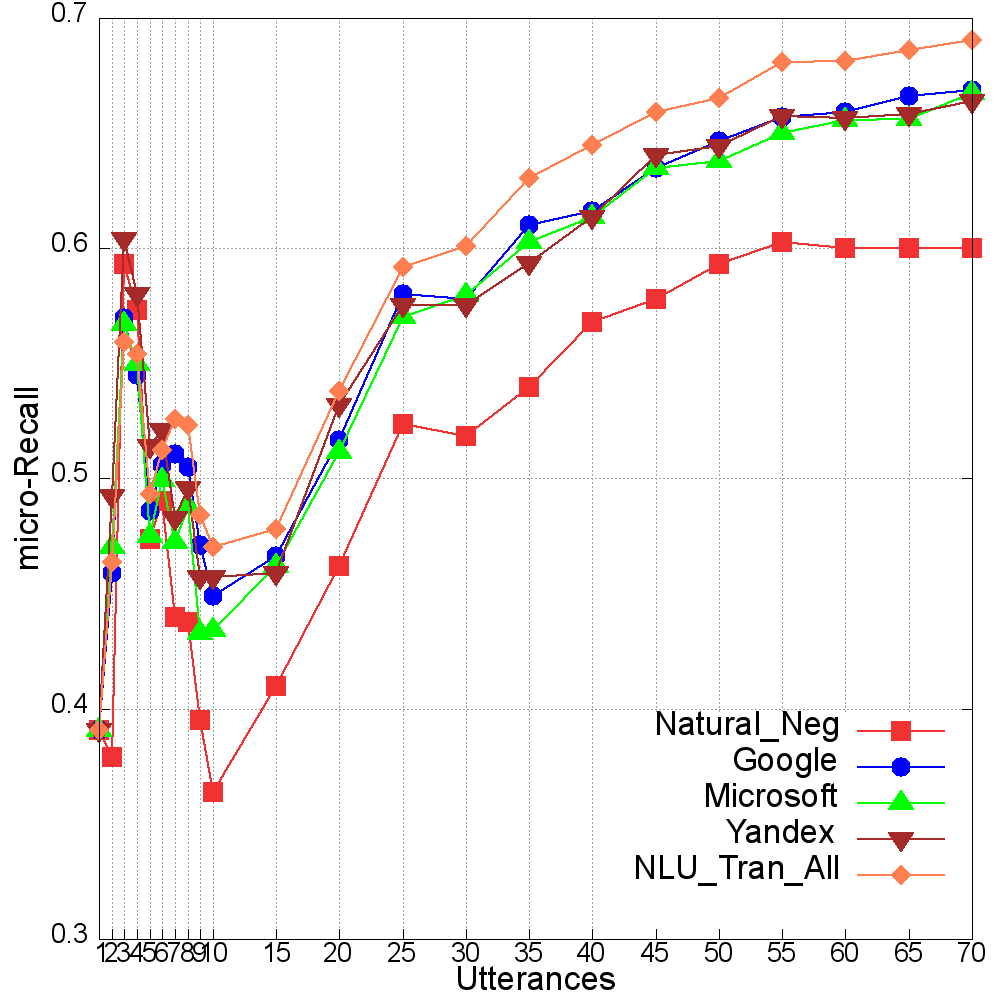 0.7
0.6
0.5
0.4
0.3
micro-Recall
Natural_Neg
Google
Microsoft
Yandex
NLU_Tran_All
1 2 3 4 5 6 7 8 9 10 15 20 25 30 35 40 45 50 55 60 65 70
Utterances